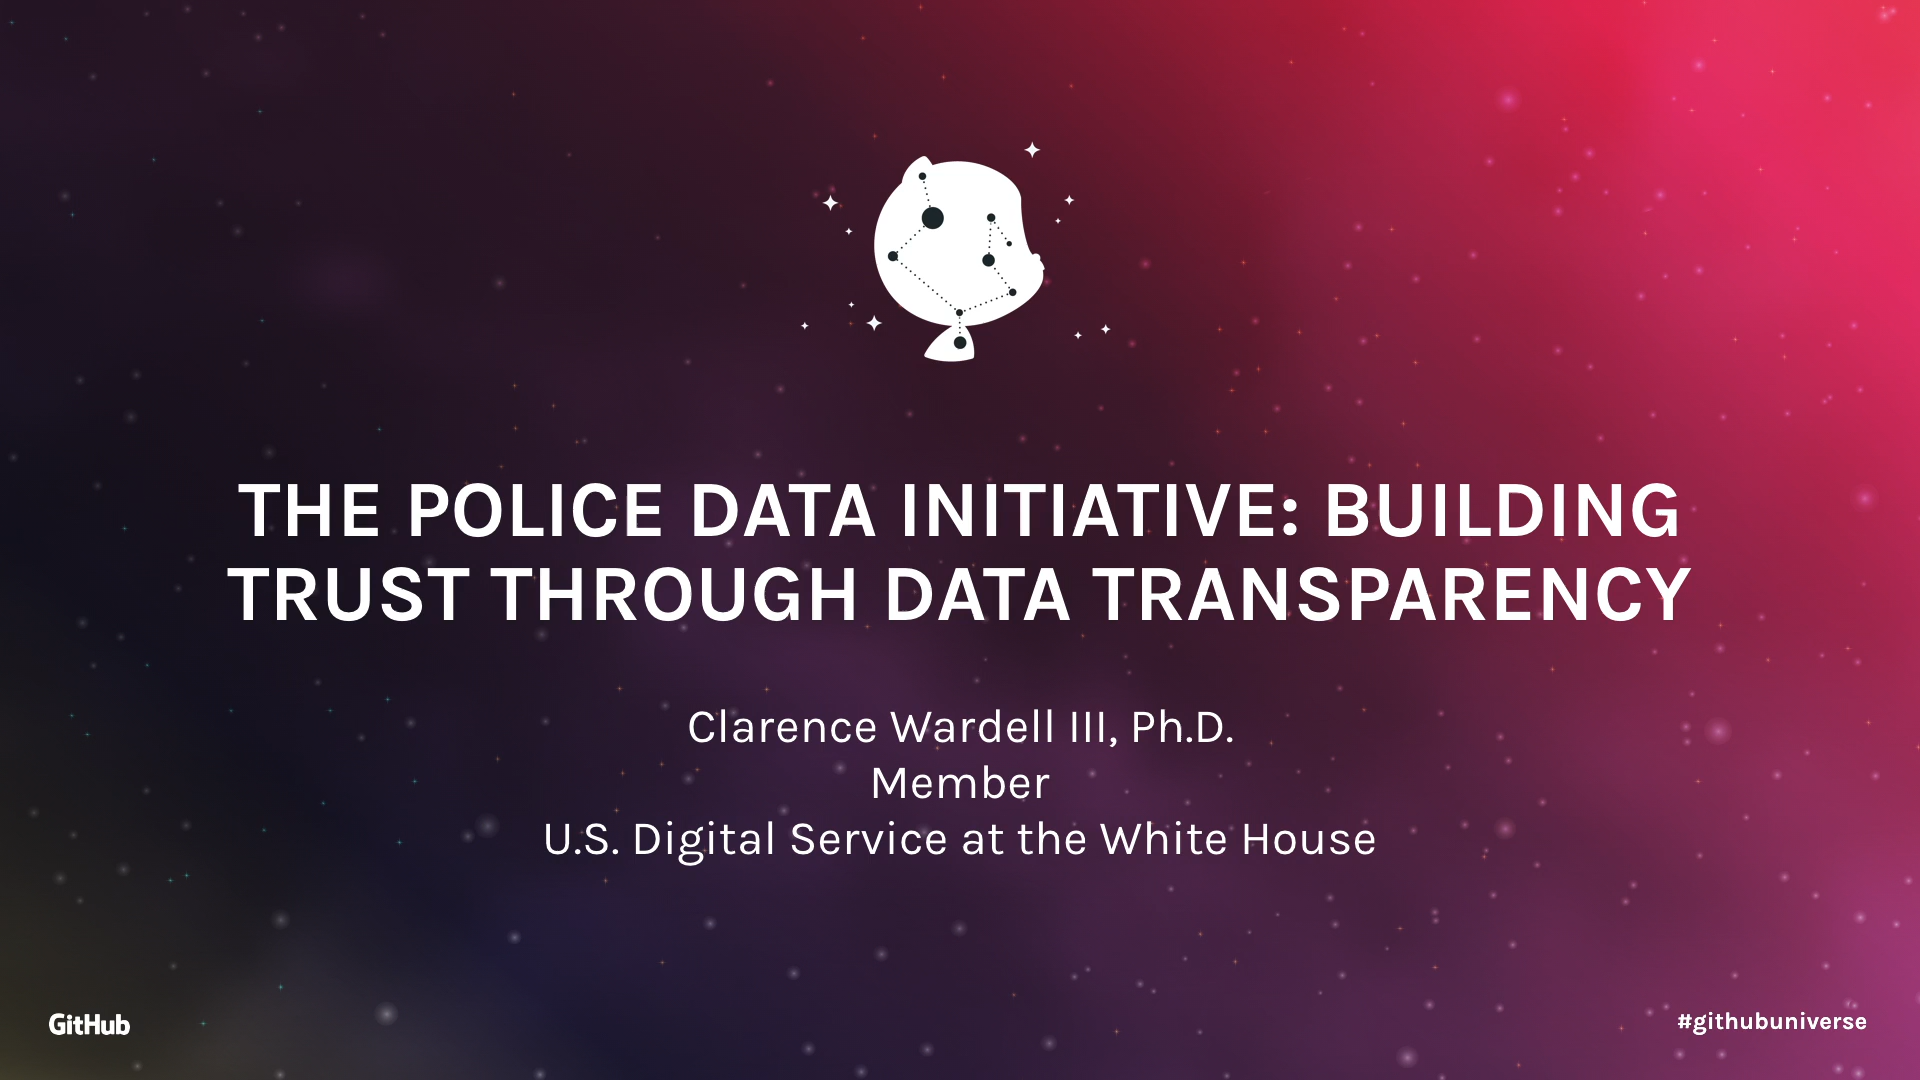 THE POLICE DATA INITIATIVE: BUILDING
TRUST THROUGH DATA TRANSPARENCY
Clarence Wardell III, Ph.D.
Member
U.S. Digital Service at the White House
GitHub
#githubuniverse